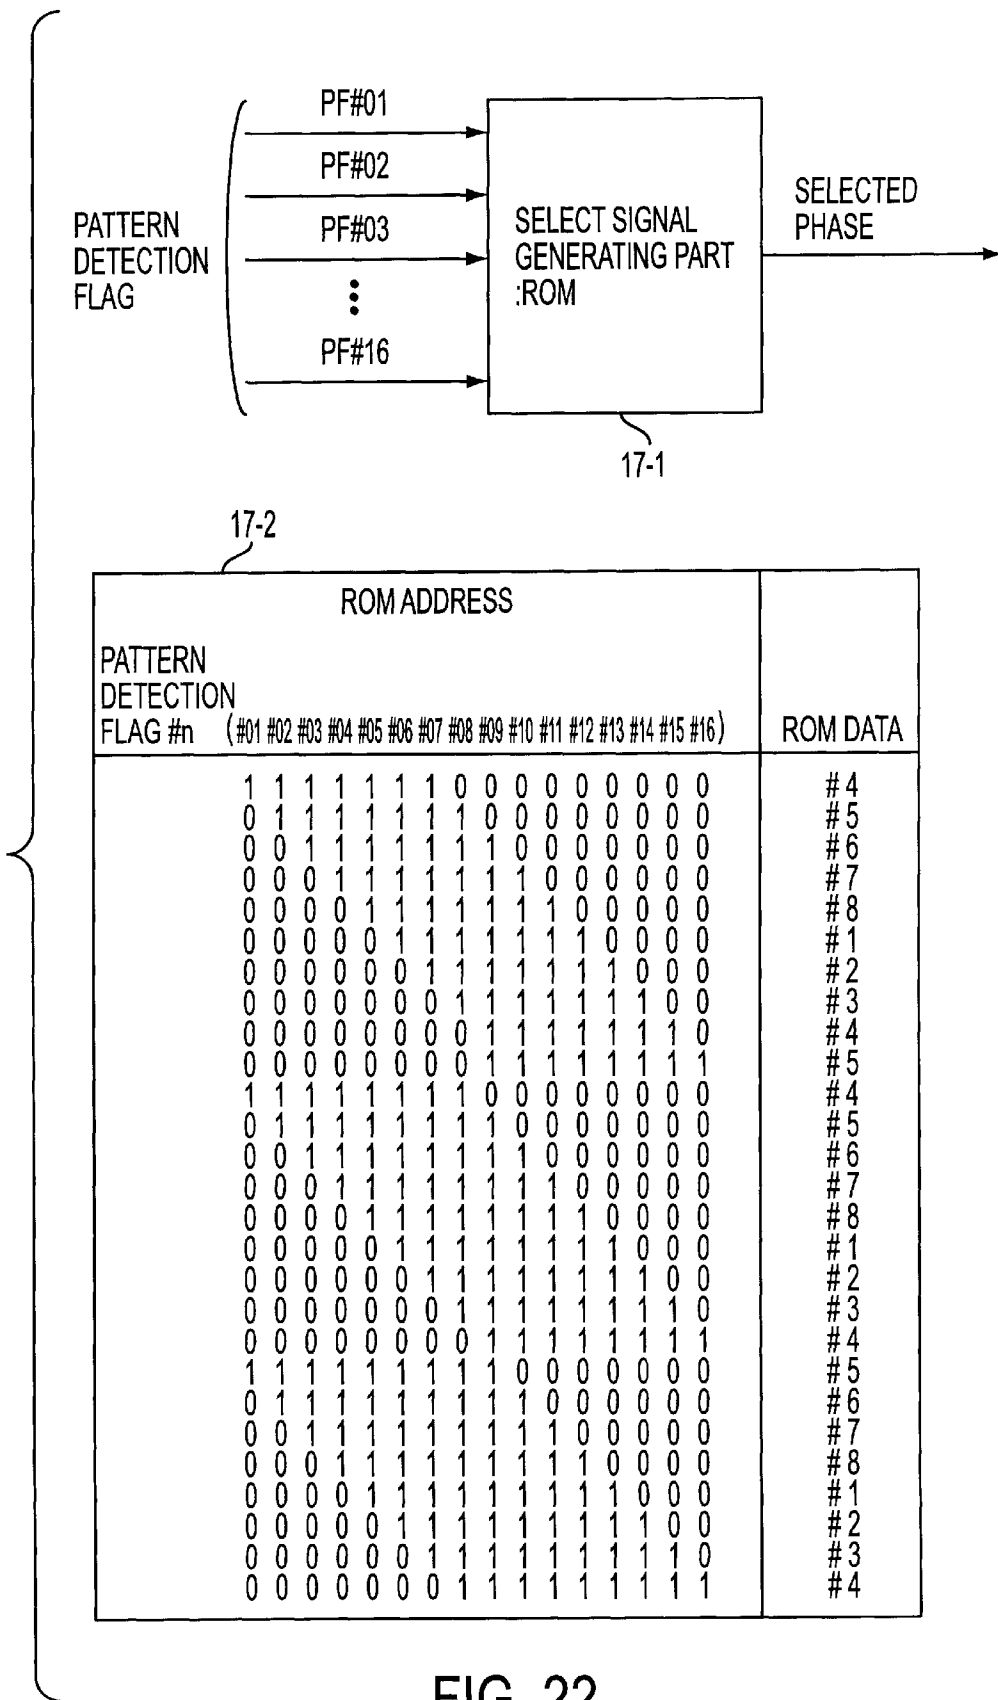 PF#01
PF#02
PF#03
PF#16
PATTERN
DETECTION
FLAG
SELECT SIGNAL
GENERATING PART
:ROM
SELECTED
PHASE
17-1
17-2
ROM ADDRESS
PATTERN
DETECTION
FLAG #n (#01 #02 #03 #04 #05 #06 #07 #08 #09 #10 #11 #12 #13 #14 #15 #16) ROM DATA
1 1 1 1 1 1 1 0 0 0 0 0 0 0 0 0 #4
0 1 1 1 1 1 1 1 0 0 0 0 0 0 0 0 #5
0 0 1 1 1 1 1 1 1 0 0 0 0 0 0 0 #6
0 0 0 1 1 1 1 1 1 1 0 0 0 0 0 0 #7
0 0 0 0 1 1 1 1 1 1 1 0 0 0 0 0 #8
0 0 0 0 0 1 1 1 1 1 1 1 0 0 0 0 #1
0 0 0 0 0 0 1 1 1 1 1 1 1 0 0 0 #2
0 0 0 0 0 0 0 1 1 1 1 1 1 1 0 0 #3
0 0 0 0 0 0 0 0 1 1 1 1 1 1 1 0 #4
0 0 0 0 0 0 0 0 1 1 1 1 1 1 1 1 #5
1 1 1 1 1 1 1 1 0 0 0 0 0 0 0 0 #4
0 1 1 1 1 1 1 1 1 0 0 0 0 0 0 0 #5
0 0 1 1 1 1 1 1 1 1 0 0 0 0 0 0 #6
0 0 0 1 1 1 1 1 1 1 1 0 0 0 0 0 #7
0 0 0 0 1 1 1 1 1 1 1 1 0 0 0 0 #8
0 0 0 0 0 1 1 1 1 1 1 1 1 0 0 0 #1
0 0 0 0 0 0 1 1 1 1 1 1 1 1 0 0 #2
0 0 0 0 0 0 0 1 1 1 1 1 1 1 1 0 #3
0 0 0 0 0 0 0 0 1 1 1 1 1 1 1 1 #4
1 1 1 1 1 1 1 1 1 0 0 0 0 0 0 0 #5
0 1 1 1 1 1 1 1 1 1 0 0 0 0 0 0 #6
0 0 1 1 1 1 1 1 1 1 1 0 0 0 0 0 #7
0 0 0 1 1 1 1 1 1 1 1 1 0 0 0 0 #8
0 0 0 0 1 1 1 1 1 1 1 1 1 0 0 0 #1
0 0 0 0 0 1 1 1 1 1 1 1 1 1 0 0 #2
0 0 0 0 0 0 1 1 1 1 1 1 1 1 1 0 #3
0 0 0 0 0 0 0 1 1 1 1 1 1 1 1 1 #4
FIG. 22